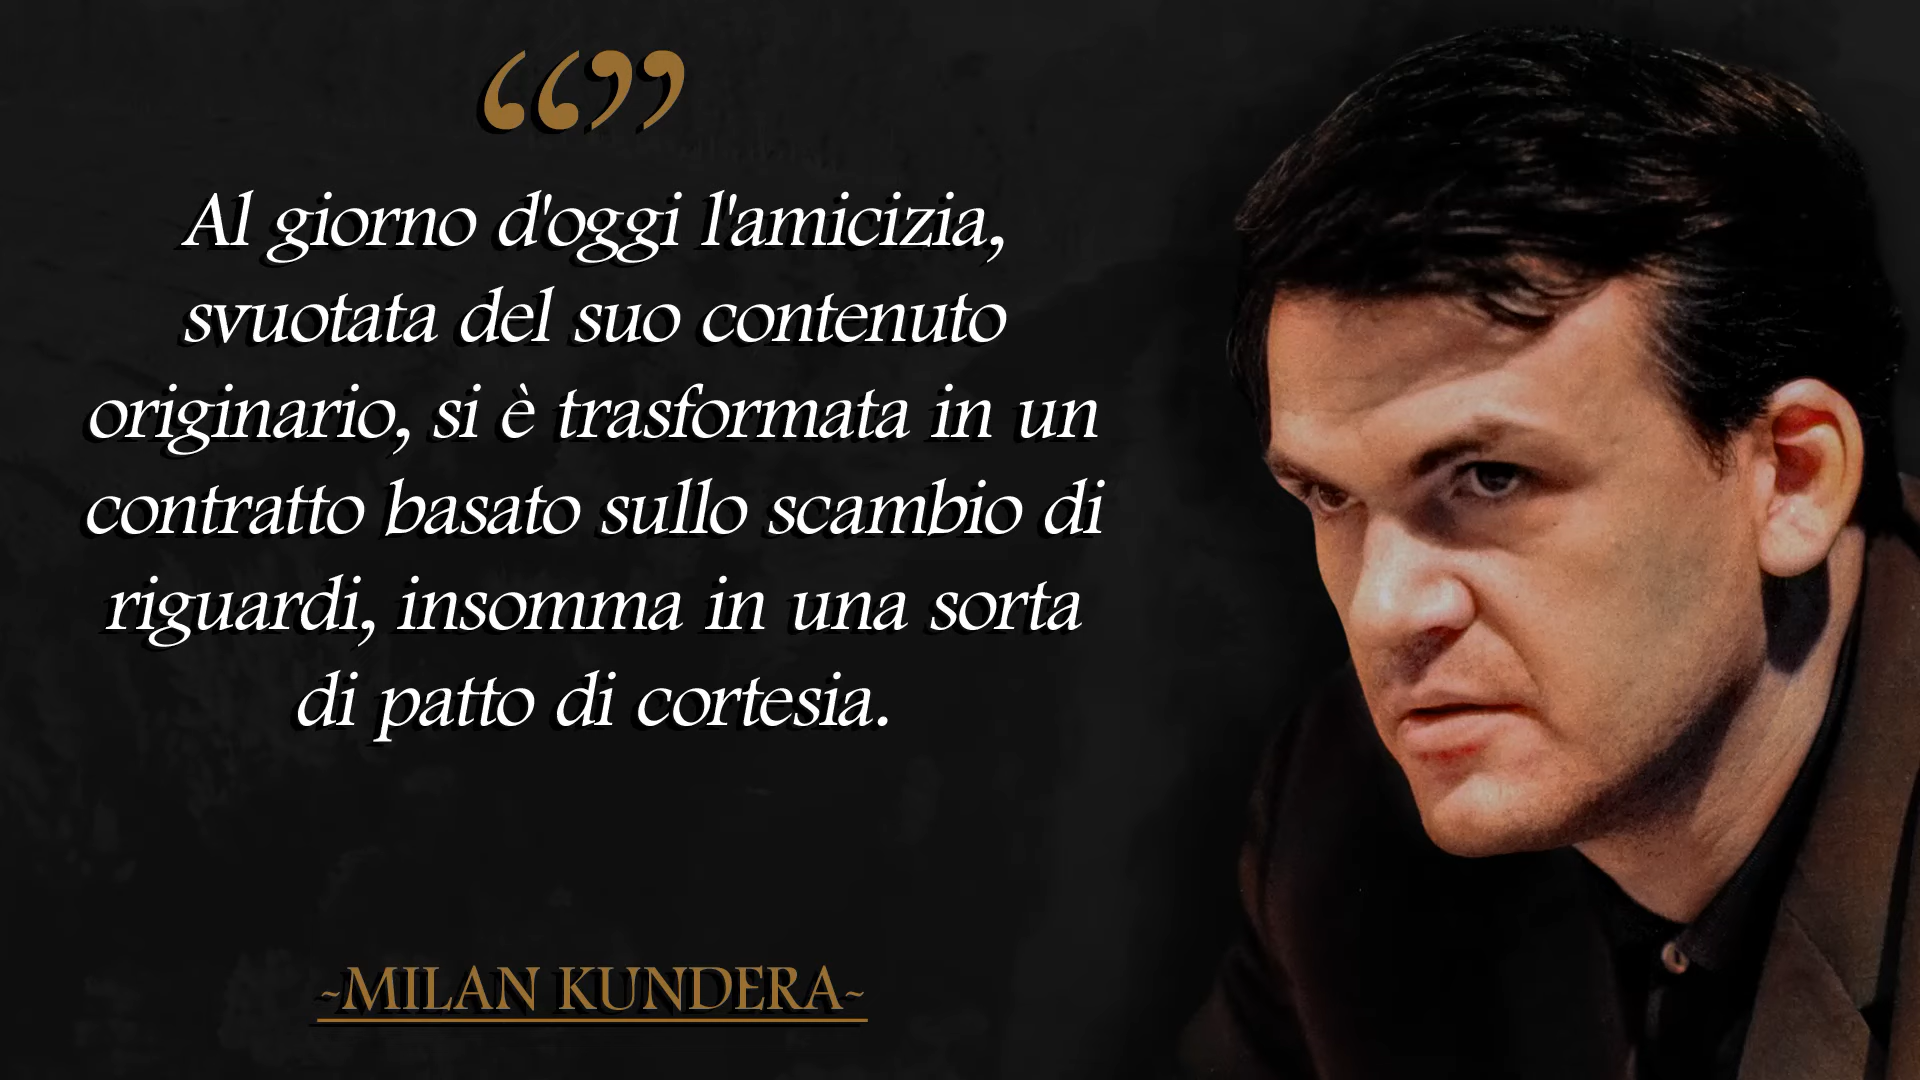 “”
Al giorno d'oggi l'amicizia,
svuotata del suo contenuto
originario, si è trasformata in un
contratto basato sullo scambio di
riguardi, insomma in una sorta
di patto di cortesia.
~MILAN KUNDERA~